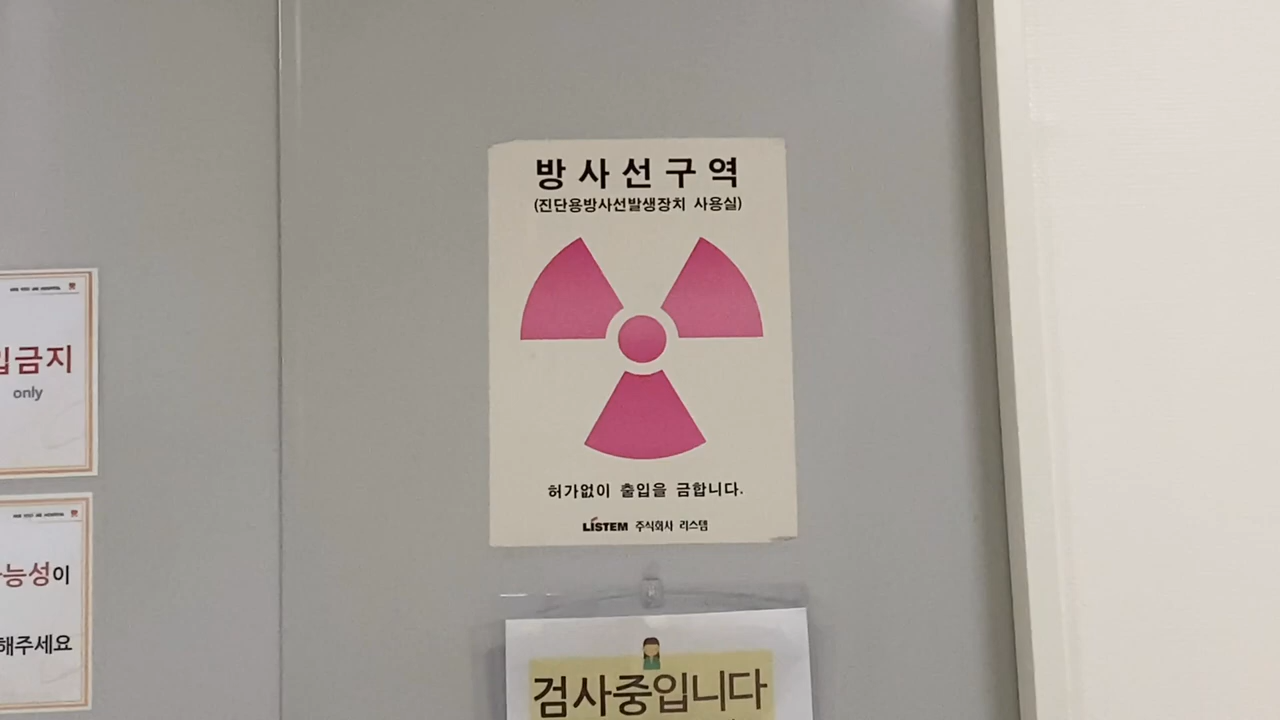 방사선구역
(진단용방사선발생장치 사용실)
허가없이 출입을 금합니다.
LISTEM 주식회사 리스템
검사중입니다
입금지
only
능성이
해주세요